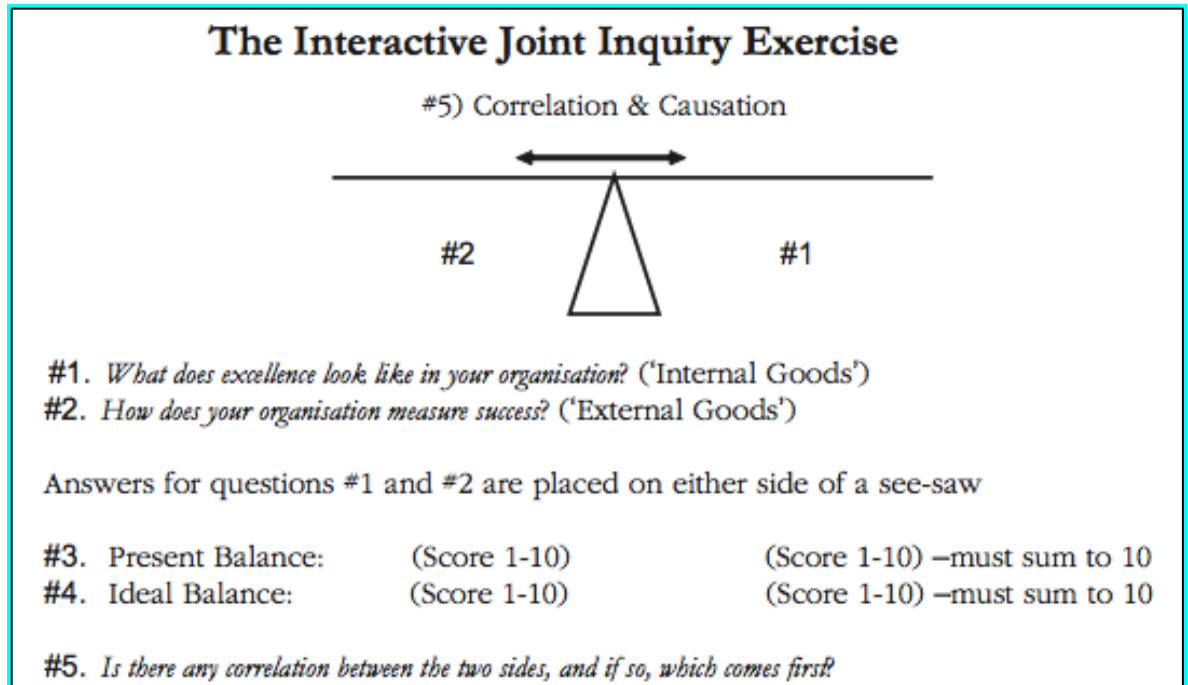 The Interactive Joint Inquiry Exercise
#5) Correlation & Causation
#2 #1
#1. What does excellence look like in your organisation? (‘Internal Goods’)
#2. How does your organisation measure success? (‘External Goods’)
Answers for questions #1 and #2 are placed on either side of a see-saw
#3. Present Balance: (Score 1-10) (Score 1-10) –must sum to 10
#4. Ideal Balance: (Score 1-10) (Score 1-10) –must sum to 10
#5. Is there any correlation between the two sides, and if so, which comes first?